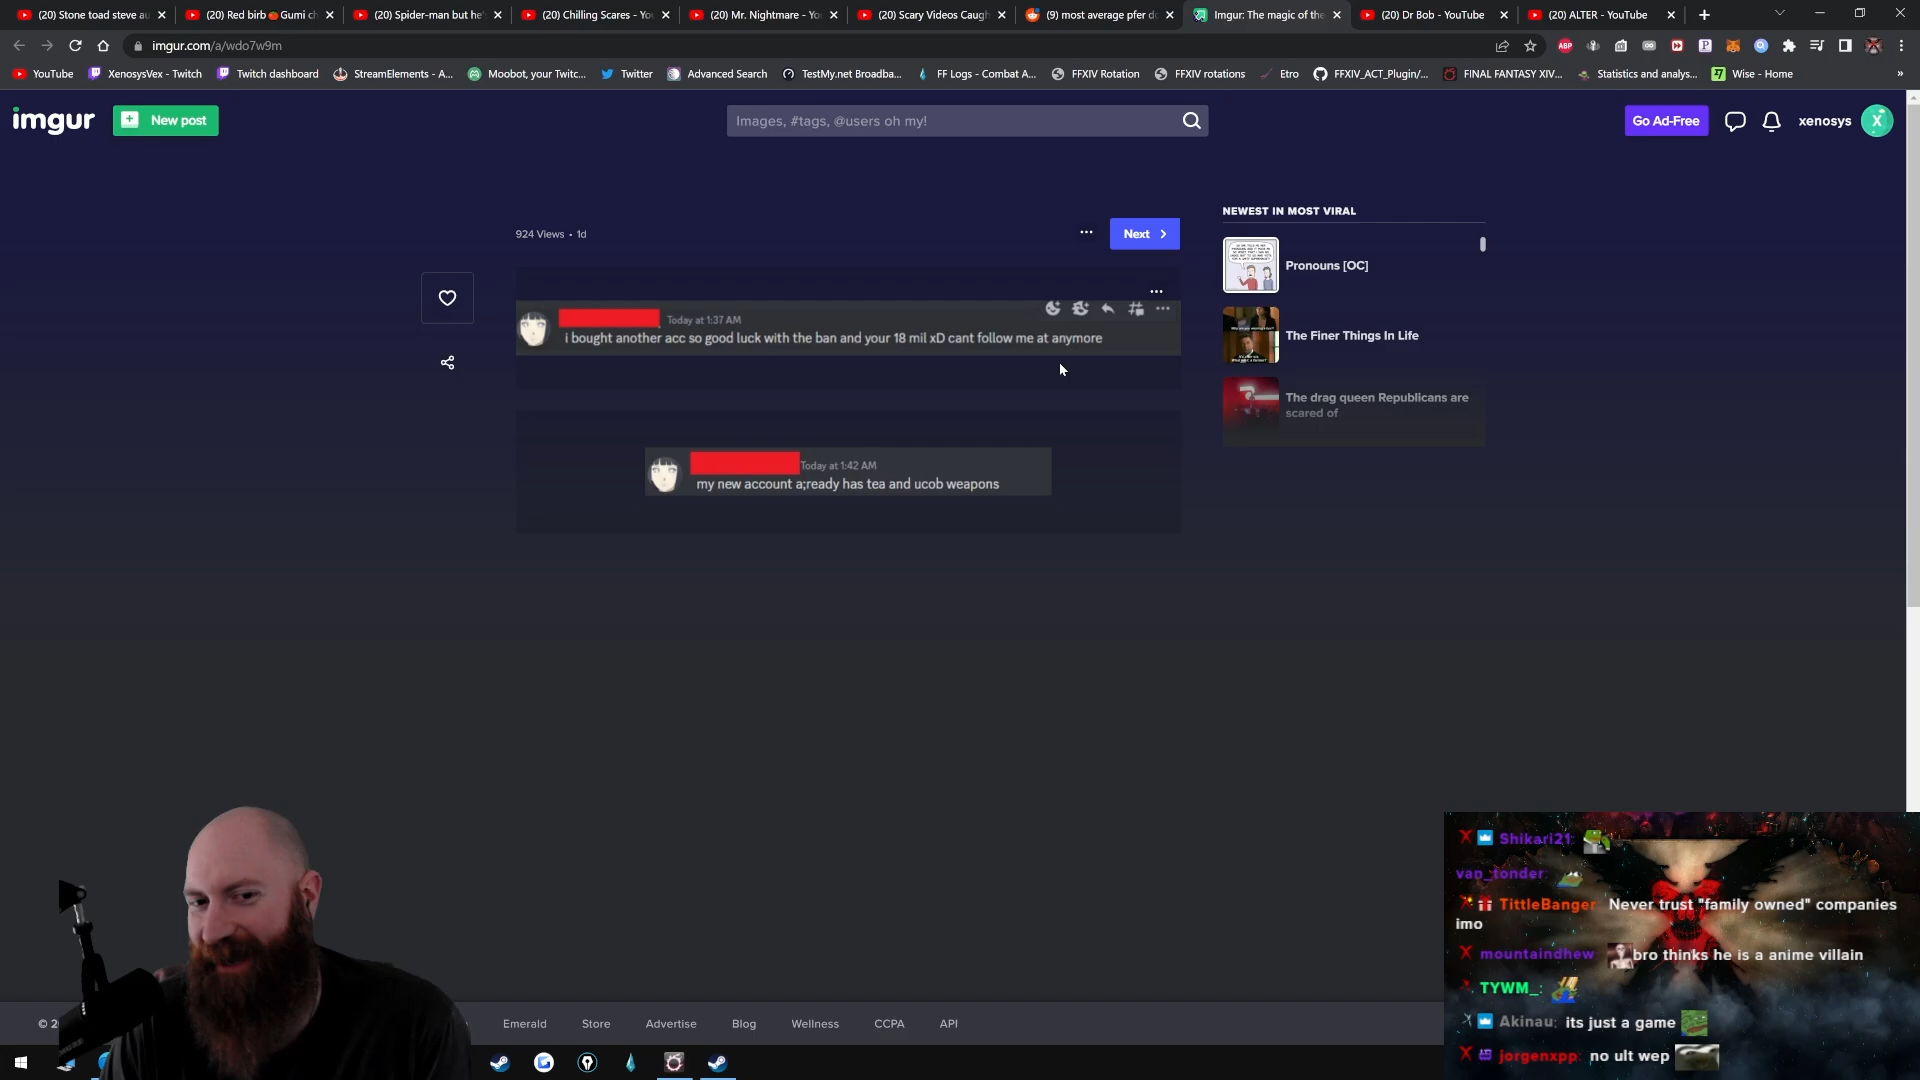 (20) Stone toad steve au
(20) Red birb Gumi ch
(20) Spider-man but he's
(20) Chilling Scares - You
(20) Mr. Nightmare - You
(20) Scary Videos Caugh
(9) most average pfer d
Imgur: The magic of the
(20) Dr Bob - YouTube
(20) ALTER - YouTube
imgur.com/a/wdo7w9m
ABP
YouTube
XenosysVex - Twitch
Twitch dashboard
StreamElements - A...
Moobot, your Twitc...
Twitter
Advanced Search
TestMy.net Broadba...
FF Logs - Combat A...
FFXIV Rotation
FFXIV rotations
Etro
FFXIV_ACT_Plugin/...
FINAL FANTASY XIV...
Statistics and analys...
Wise - Home
»
imgur
New post
Images, #tags, @users oh my!
Go Ad-Free
xenosys
X
924 Views • 1d
Next
NEWEST IN MOST VIRAL
Pronouns [OC]
The Finer Things In Life
The drag queen Republicans are
scared of
Today at 1:37 AM
i bought another acc so good luck with the ban and your 18 mil xD cant follow me at anymore
Today at 1:42 AM
my new account a;ready has tea and ucob weapons
Shikari21:
van_tonder:
TittleBanger Never trust "family owned" companies
imo
mountaindhew bro thinks he is a anime villain
TYWM_:
Akinau: its just a game
jorgenxpp: no ult wep
© 2
Emerald
Store
Advertise
Blog
Wellness
CCPA
API